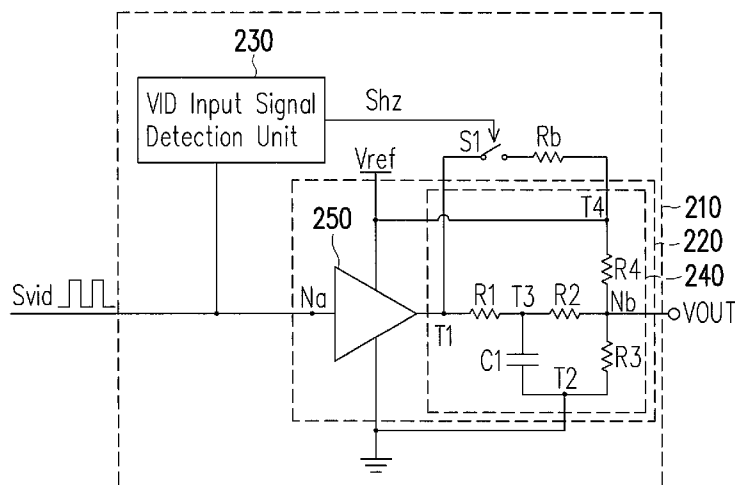 230
VID Input Signal
Detection Unit
Shz
S1
Rb
Vref
T4
210
220
240
250
R4
Svid
Na
R1
T3
R2
Nb
VOUT
T1
C1
T2
R3